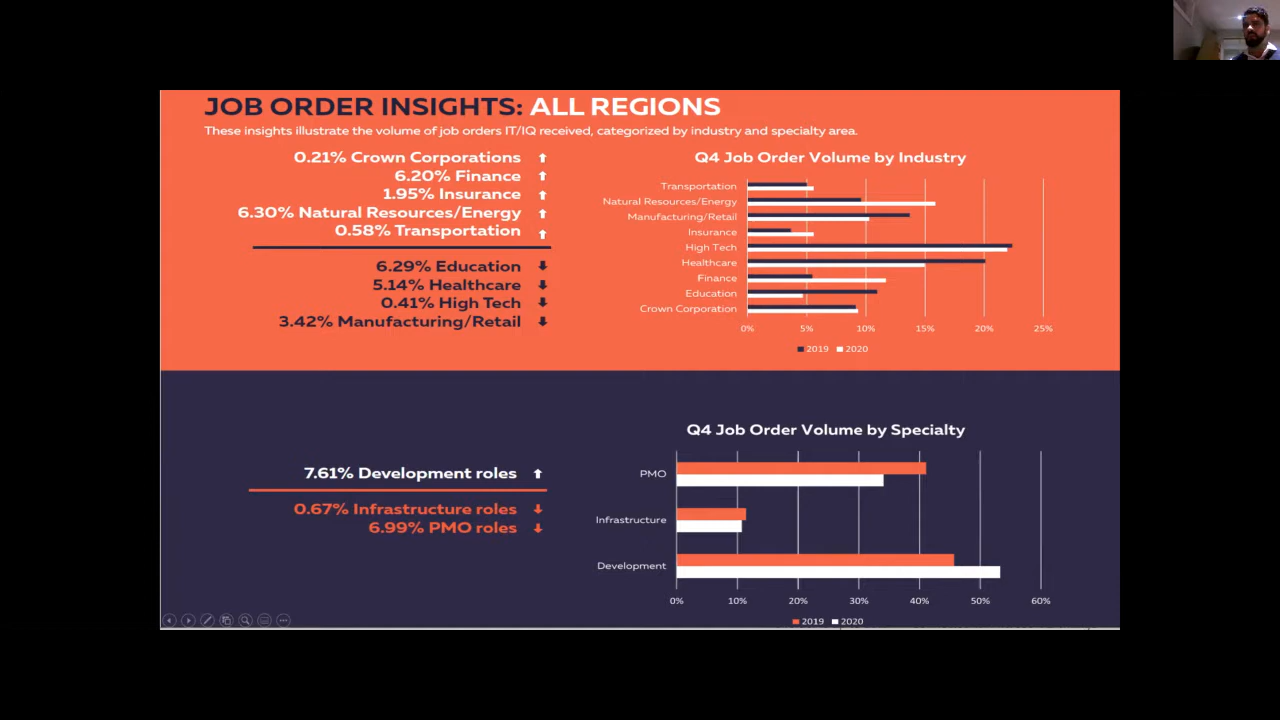 JOB ORDER INSIGHTS: ALL REGIONS
These insights illustrate the volume of job orders IT/IQ received, categorized by industry and specialty area.
0.21% Crown Corporations
6.20% Finance
1.95% Insurance
6.30% Natural Resources/Energy
0.58% Transportation
6.29% Education
5.14% Healthcare
0.41% High Tech
3.42% Manufacturing/Retail
Q4 Job Order Volume by Industry
Transportation
Natural Resources/Energy
Manufacturing/Retail
Insurance
High Tech
Healthcare
Finance
Education
Crown Corporation
0% 5% 10% 15% 20% 25%
2019 2020
7.61% Development roles
0.67% Infrastructure roles
6.99% PMO roles
Q4 Job Order Volume by Specialty
PMO
Infrastructure
Development
0% 10% 20% 30% 40% 50% 60%
2019 2020